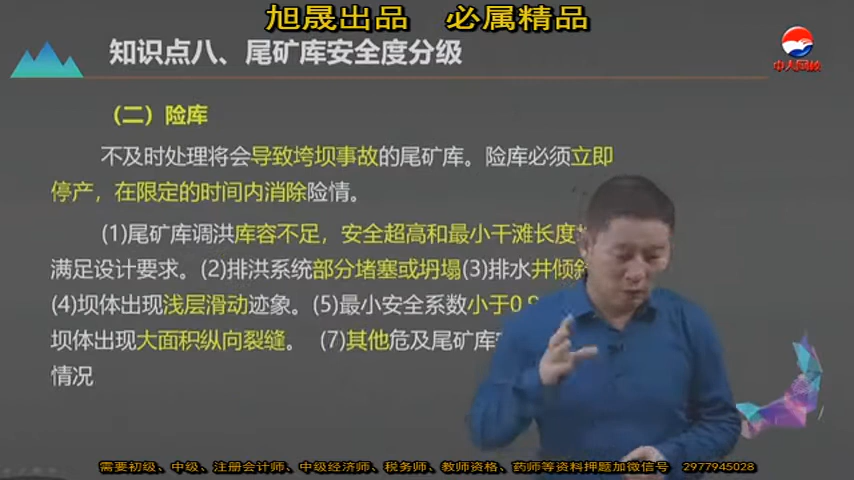 旭晟出品 必属精品
知识点八、尾矿库安全度分级
中大网校
（二）险库
不及时处理将会导致垮坝事故的尾矿库。险库必须立即
停产，在限定的时间内消除险情。
(1)尾矿库调洪库容不足，安全超高和最小干滩长度
满足设计要求。(2)排洪系统部分堵塞或坍塌(3)排水井倾斜
(4)坝体出现浅层滑动迹象。(5)最小安全系数小于0.9
坝体出现大面积纵向裂缝。 (7)其他危及尾矿库
情况
需要初级、中级、注册会计师、中级经济师、税务师、教师资格、药师等资料押题加微信号 2977945028